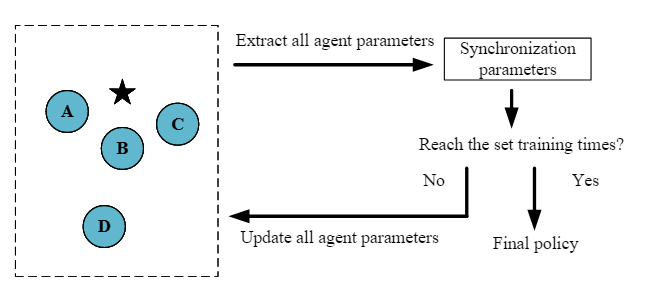 Extract all agent parameters
Synchronization
parameters
A
C
B
Reach the set training times?
No
Yes
D
Update all agent parameters
Final policy